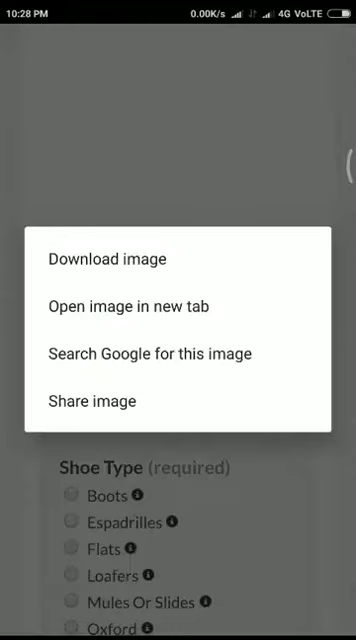 10:28 PM 0.00K/s 4G VoLTE
Download image
Open image in new tab
Search Google for this image
Share image
Shoe Type (required)
Boots
Espadrilles
Flats
Loafers
Mules Or Slides
Oxford